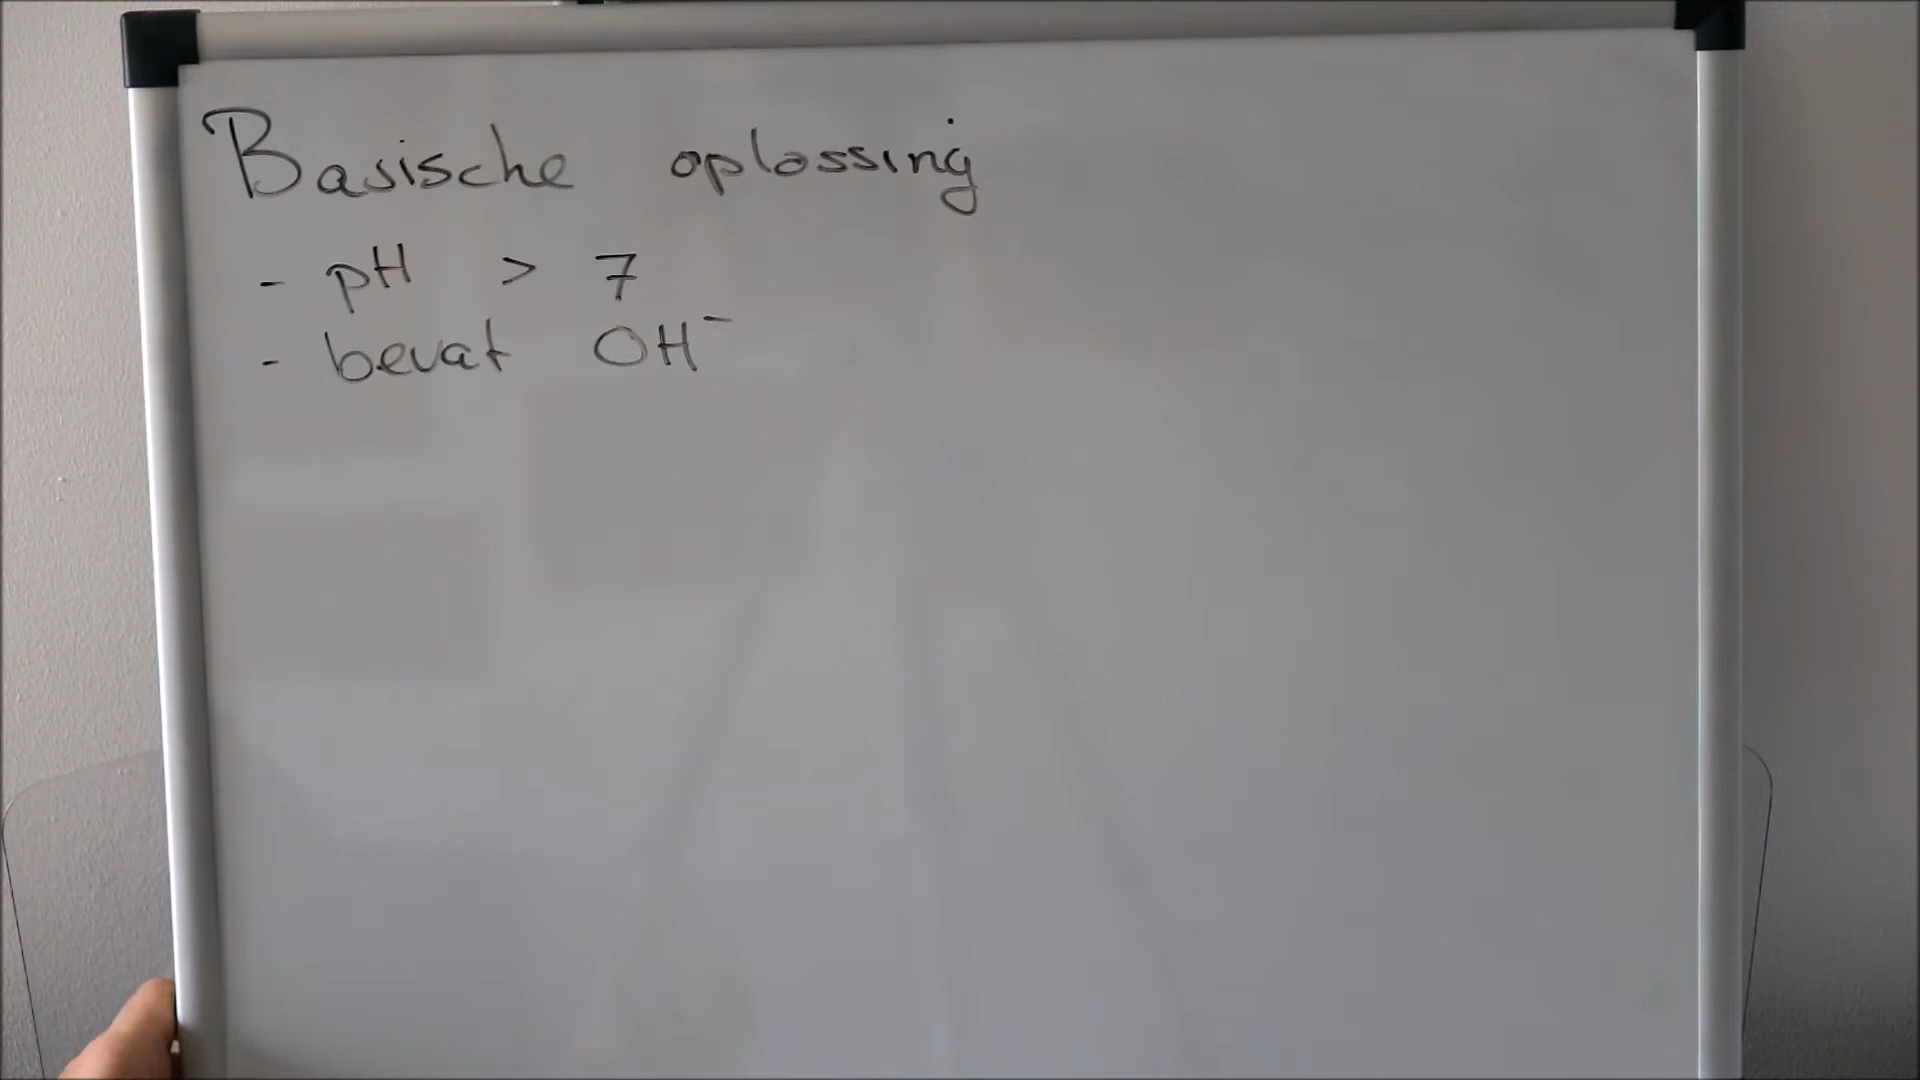 Basische oplossing
- pH > 7
- bevat OH⁻